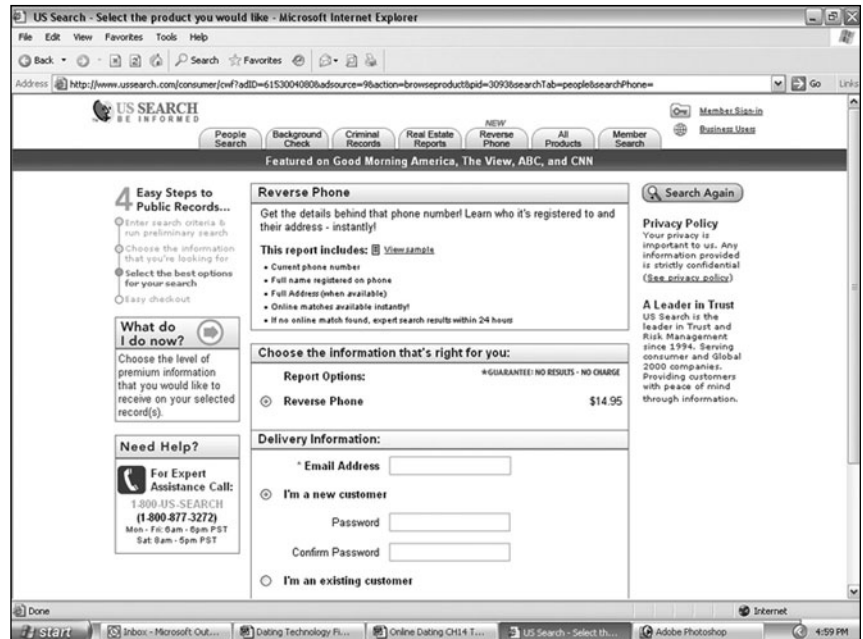 US Search - Select the product you would like - Microsoft Internet Explorer
File Edit View Favorites Tools Help
Back Search Favorites
Address http://www.ussearch.com/consumer/cwf?adID=6153004080&adsource=9&action=browseproduct&pid=3093&searchTab=people&searchPhone= Go Links
US SEARCH
BE INFORMED
Member Sign-in
Business Users
NEW
People Search
Background Check
Criminal Records
Real Estate Reports
Reverse Phone
All Products
Member Search
Featured on Good Morning America, The View, ABC, and CNN
4 Easy Steps to
Public Records...
Enter search criteria &
run preliminary search
Choose the information
that you're looking for
Select the best options
for your search
Easy checkout
What do
I do now?
Choose the level of
premium information
that you would like to
receive on your selected
record(s).
Need Help?
For Expert
Assistance Call:
1-800-US-SEARCH
(1-800-877-3272)
Mon - Fri: 6am - 6pm PST
Sat: 8am - 5pm PST
Reverse Phone
Get the details behind that phone number! Learn who it's registered to and
their address - instantly!
This report includes: View sample
• Current phone number
• Full name registered on phone
• Full Address (when available)
• Online matches available instantly!
• If no online match found, expert search results within 24 hours
Choose the information that's right for you:
Report Options: *GUARANTEE! NO RESULTS - NO CHARGE
Reverse Phone $14.95
Delivery Information:
* Email Address
I'm a new customer
Password
Confirm Password
I'm an existing customer
Search Again
Privacy Policy
Your privacy is
important to us. Any
information provided
is strictly confidential
(See privacy policy)
A Leader in Trust
US Search is the
leader in Trust and
Risk Management
since 1994. Serving
consumer and Global
2000 companies.
Providing customers
with peace of mind
through information.
Done Internet
start Inbox - Microsoft Out... Dating Technology Fi... Online Dating CH14 T... US Search - Select th... Adobe Photoshop 4:59 PM